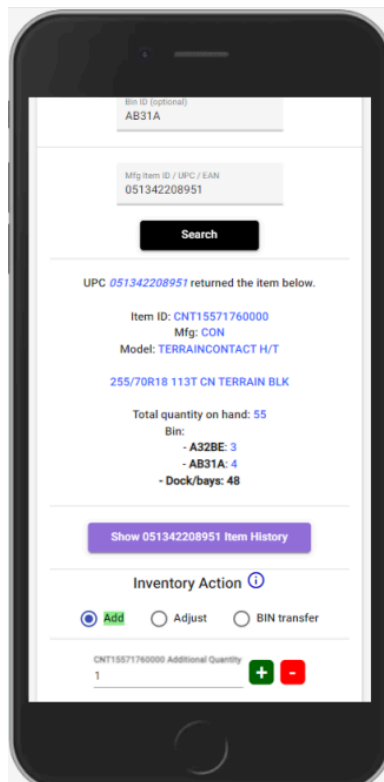 Bin ID (optional)
AB31A
Mfg Item ID / UPC / EAN
051342208951
Search
UPC 051342208951 returned the item below.
Item ID: CNT15571760000
Mfg: CON
Model: TERRAINCONTACT H/T
255/70R18 113T CN TERRAIN BLK
Total quantity on hand: 55
Bin:
- A32BE: 3
- AB31A: 4
- Dock/bays: 48
Show 051342208951 Item History
Inventory Action
Add Adjust BIN transfer
CNT15571760000 Additional Quantity
1 + -